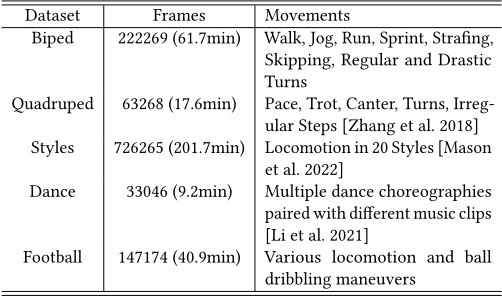 Dataset Frames Movements
Biped 222269 (61.7min) Walk, Jog, Run, Sprint, Strafing,
Skipping, Regular and Drastic
Turns
Quadruped 63268 (17.6min) Pace, Trot, Canter, Turns, Irreg-
ular Steps [Zhang et al. 2018]
Styles 726265 (201.7min) Locomotion in 20 Styles [Mason
et al. 2022]
Dance 33046 (9.2min) Multiple dance choreographies
paired with different music clips
[Li et al. 2021]
Football 147174 (40.9min) Various locomotion and ball
dribbling maneuvers